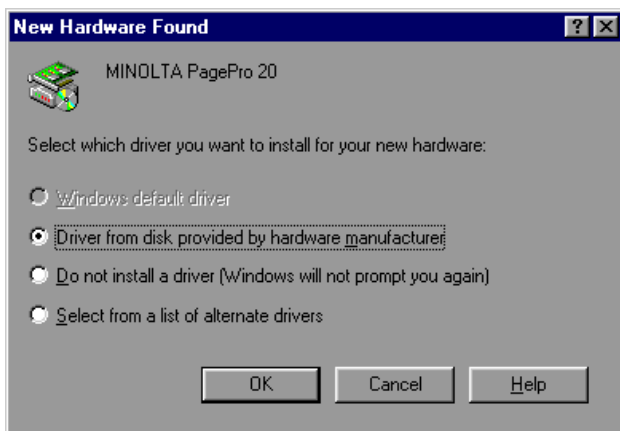 New Hardware Found
MINOLTA PagePro 20
Select which driver you want to install for your new hardware:
Windows default driver
Driver from disk provided by hardware manufacturer
Do not install a driver (Windows will not prompt you again)
Select from a list of alternate drivers
OK Cancel Help